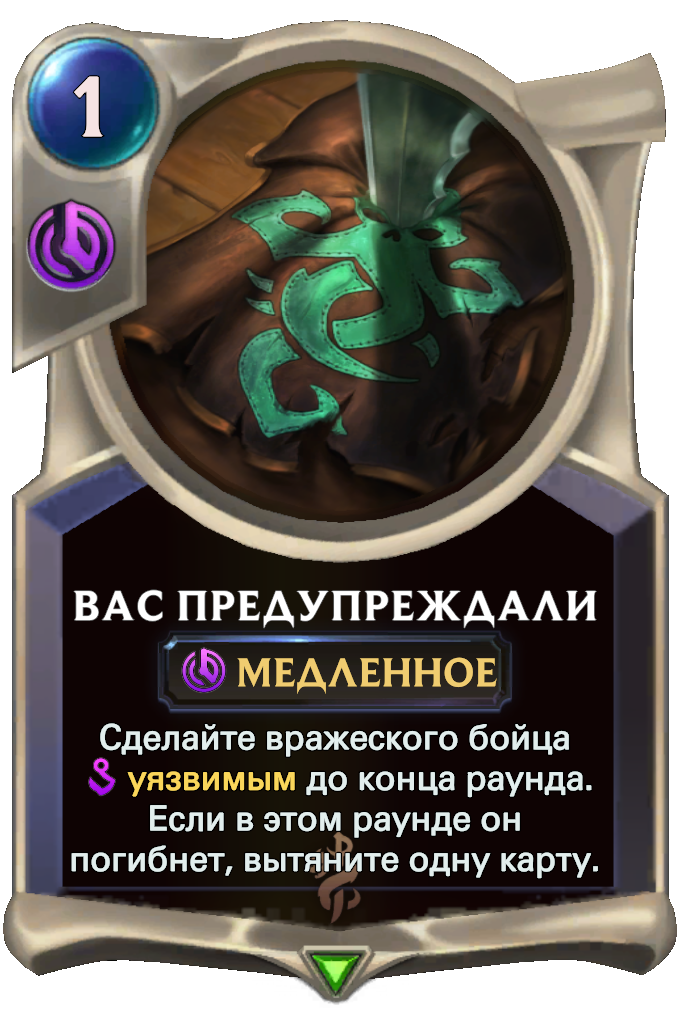 1
ВАС ПРЕДУПРЕЖДАЛИ
МЕДЛЕННОЕ
Сделайте вражеского бойца
уязвимым до конца раунда.
Если в этом раунде он
погибнет, вытяните одну карту.